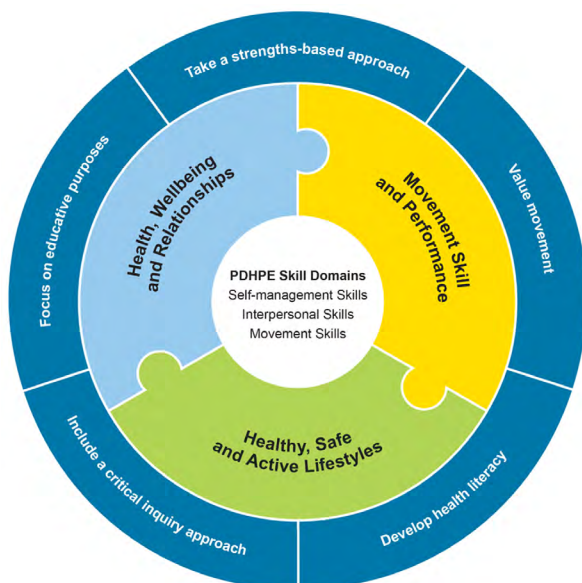 Take a strengths-based approach
Value movement
Develop health literacy
Include a critical inquiry approach
Focus on educative purposes
Health, Wellbeing
and Relationships
Movement Skill
and Performance
Healthy, Safe
and Active Lifestyles
PDHPE Skill Domains
Self-management Skills
Interpersonal Skills
Movement Skills